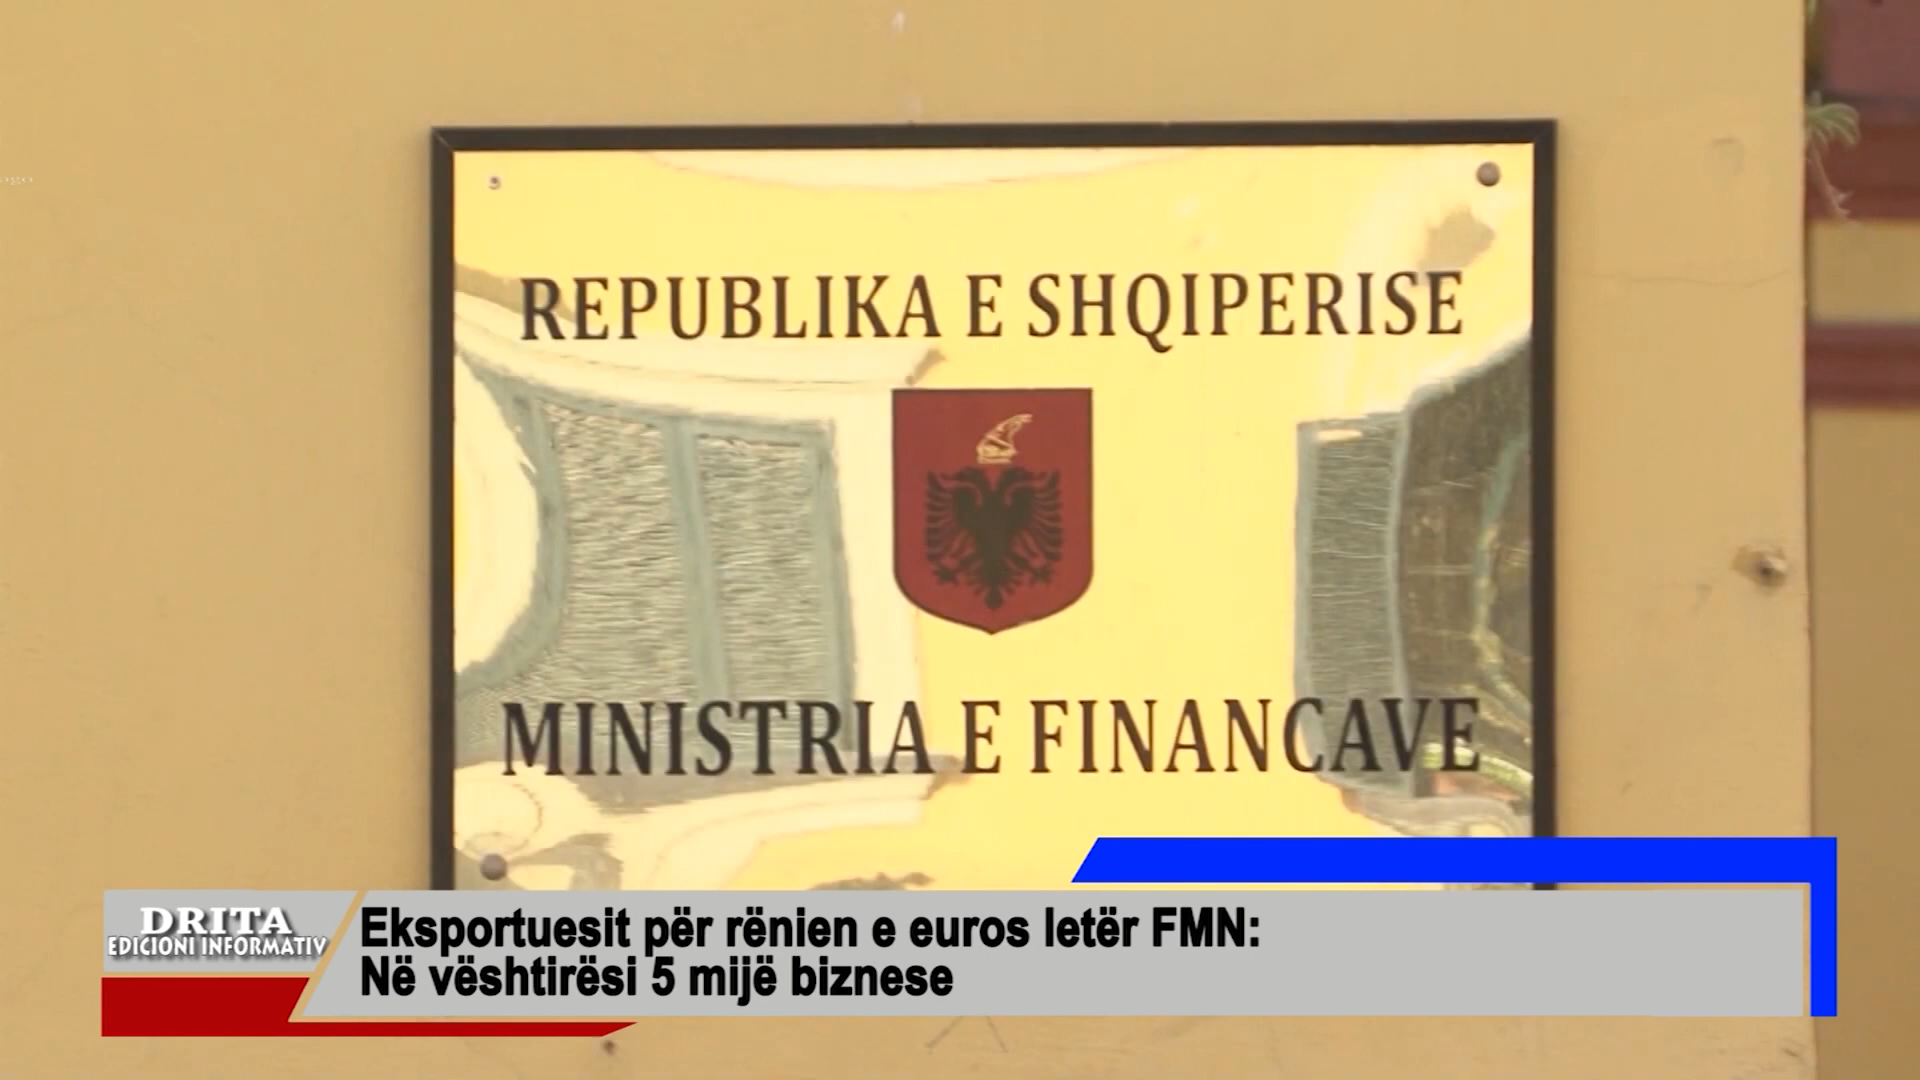 REPUBLIKA E SHQIPERISE
MINISTRIA E FINANCAVE
DRITA
EDICIONI INFORMATIV
Eksportuesit për rënien e euros letër FMN:
Në vështirësi 5 mijë biznese